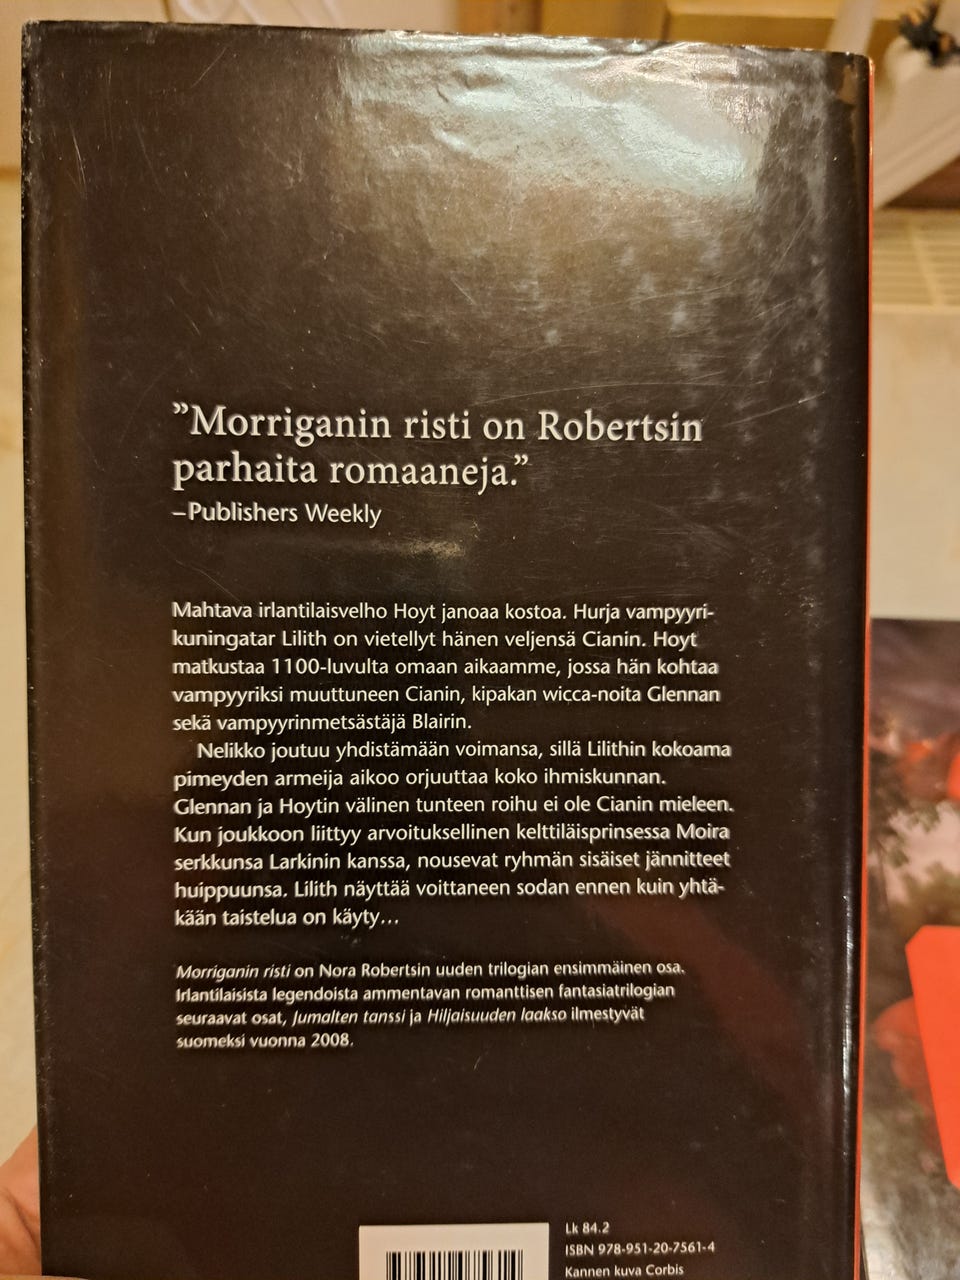 ”Morriganin risti on Robertsin
parhaita romaaneja.”
–Publishers Weekly
Mahtava irlantilaisvelho Hoyt janoaa kostoa. Hurja vampyyri-
kuningatar Lilith on vietellyt hänen veljensä Cianin. Hoyt
matkustaa 1100-luvulta omaan aikaamme, jossa hän kohtaa
vampyyriksi muuttuneen Cianin, kipakan wicca-noita Glennan
sekä vampyyrinmetsästäjä Blairin.
Nelikko joutuu yhdistämään voimansa, sillä Lilithin kokoama
pimeyden armeija aikoo orjuuttaa koko ihmiskunnan.
Glennan ja Hoytin välinen tunteen roihu ei ole Cianin mieleen.
Kun joukkoon liittyy arvoituksellinen kelttiläisprinsessa Moira
serkkunsa Larkinin kanssa, nousevat ryhmän sisäiset jännitteet
huippuunsa. Lilith näyttää voittaneen sodan ennen kuin yhtä-
kään taistelua on käyty...
Morriganin risti on Nora Robertsin uuden trilogian ensimmäinen osa.
Irlantilaisista legendoista ammentavan romanttisen fantasiatrilogian
seuraavat osat, Jumalten tanssi ja Hiljaisuuden laakso ilmestyvät
suomeksi vuonna 2008.
Lk 84.2
ISBN 978-951-20-7561-4
Kannen kuva Corbis